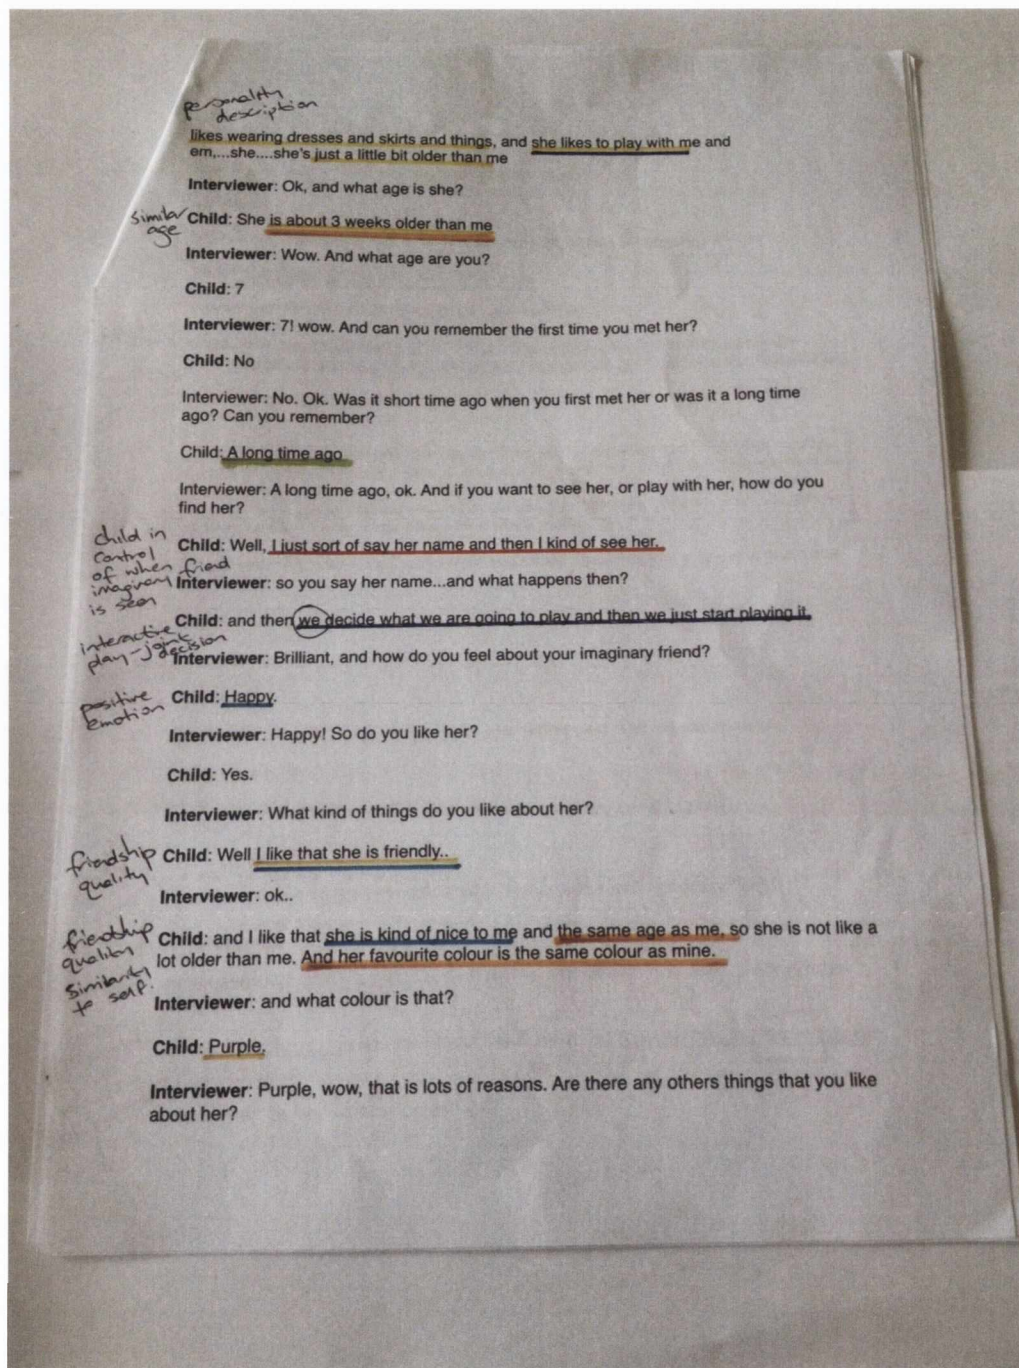 personality
description
likes wearing dresses and skirts and things, and she likes to play with me and
em,...she....she's just a little bit older than me
Interviewer: Ok, and what age is she?
similar
age
Child: She is about 3 weeks older than me
Interviewer: Wow. And what age are you?
Child: 7
Interviewer: 7! wow. And can you remember the first time you met her?
Child: No
Interviewer: No. Ok. Was it short time ago when you first met her or was it a long time
ago? Can you remember?
Child: A long time ago
Interviewer: A long time ago, ok. And if you want to see her, or play with her, how do you
find her?
child in
control
of when
imaginary friend
is seen
Child: Well, I just sort of say her name and then I kind of see her.
Interviewer: so you say her name...and what happens then?
interactive
play - joint
decision
Child: and then we decide what we are going to play and then we just start playing it.
Interviewer: Brilliant, and how do you feel about your imaginary friend?
positive
emotion
Child: Happy.
Interviewer: Happy! So do you like her?
Child: Yes.
Interviewer: What kind of things do you like about her?
friendship
quality
Child: Well I like that she is friendly..
Interviewer: ok..
friendship
quality
similarity
to self.
Child: and I like that she is kind of nice to me and the same age as me, so she is not like a
lot older than me. And her favourite colour is the same colour as mine.
Interviewer: and what colour is that?
Child: Purple.
Interviewer: Purple, wow, that is lots of reasons. Are there any others things that you like
about her?